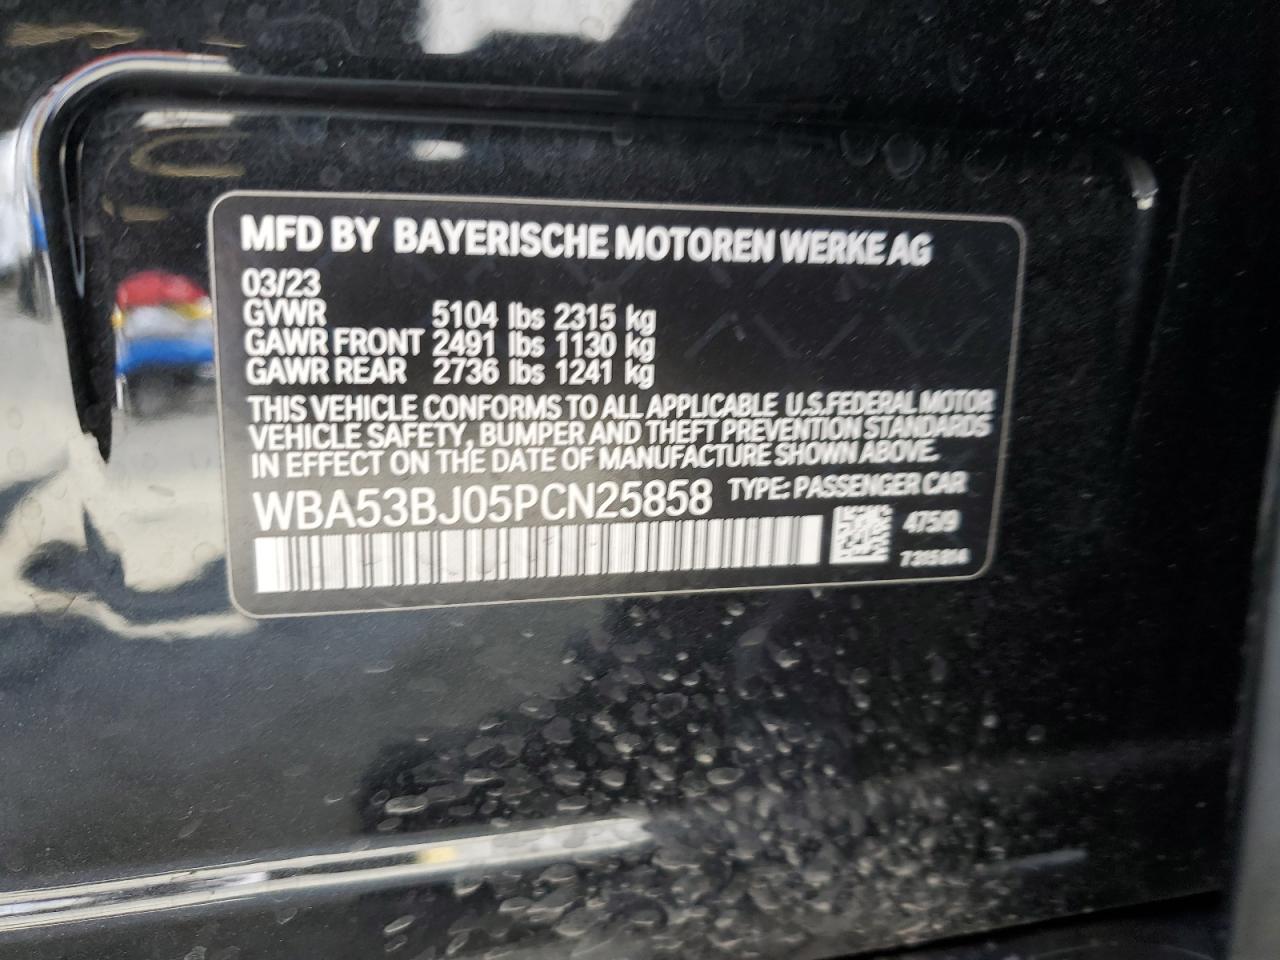 MFD BY BAYERISCHE MOTOREN WERKE AG
03/23
GVWR 5104 lbs 2315 kg
GAWR FRONT 2491 lbs 1130 kg
GAWR REAR 2736 lbs 1241 kg
THIS VEHICLE CONFORMS TO ALL APPLICABLE U.S.FEDERAL MOTOR
VEHICLE SAFETY, BUMPER AND THEFT PREVENTION STANDARDS
IN EFFECT ON THE DATE OF MANUFACTURE SHOWN ABOVE.
WBA53BJ05PCN25858 TYPE: PASSENGER CAR
475/9